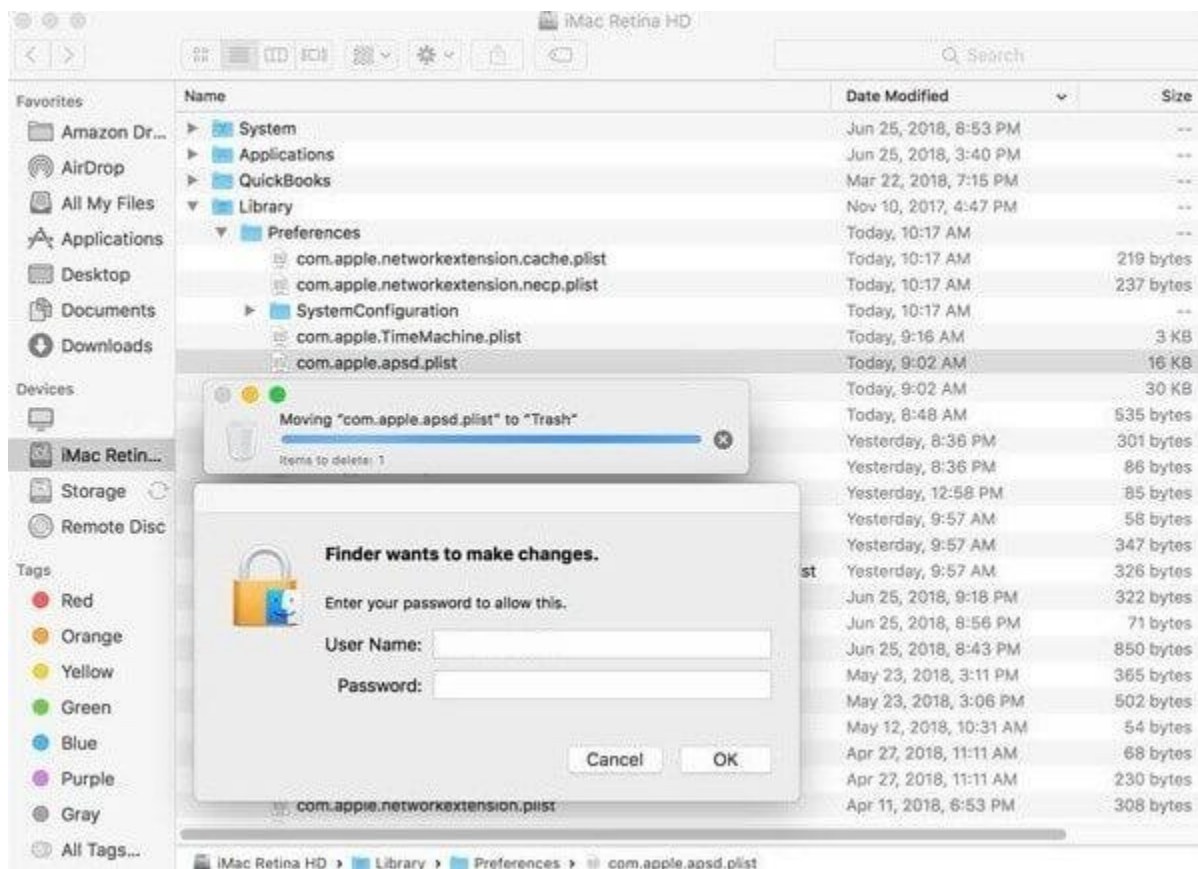 iMac Retina HD
Search
Favorites
Amazon Dr...
AirDrop
All My Files
Applications
Desktop
Documents
Downloads
Devices
iMac Retin...
Storage
Remote Disc
Tags
Red
Orange
Yellow
Green
Blue
Purple
Gray
All Tags...
Name Date Modified Size
System Jun 25, 2018, 8:53 PM --
Applications Jun 25, 2018, 3:40 PM --
QuickBooks Mar 22, 2018, 7:15 PM --
Library Nov 10, 2017, 4:47 PM --
Preferences Today, 10:17 AM --
com.apple.networkextension.cache.plist Today, 10:17 AM 219 bytes
com.apple.networkextension.necp.plist Today, 10:17 AM 237 bytes
SystemConfiguration Today, 10:17 AM --
com.apple.TimeMachine.plist Today, 9:16 AM 3 KB
com.apple.apsd.plist Today, 9:02 AM 16 KB
Today, 9:02 AM 30 KB
Today, 8:48 AM 535 bytes
Yesterday, 8:36 PM 301 bytes
Yesterday, 8:36 PM 86 bytes
Yesterday, 12:58 PM 85 bytes
Yesterday, 9:57 AM 58 bytes
Yesterday, 9:57 AM 347 bytes
st Yesterday, 9:57 AM 326 bytes
Jun 25, 2018, 9:18 PM 322 bytes
Jun 25, 2018, 8:56 PM 71 bytes
Jun 25, 2018, 8:43 PM 850 bytes
May 23, 2018, 3:11 PM 365 bytes
May 23, 2018, 3:06 PM 502 bytes
May 12, 2018, 10:31 AM 54 bytes
Apr 27, 2018, 11:11 AM 68 bytes
Apr 27, 2018, 11:11 AM 230 bytes
com.apple.networkextension.plist Apr 11, 2018, 6:53 PM 308 bytes
Moving "com.apple.apsd.plist" to "Trash"
Items to delete: 1
Finder wants to make changes.
Enter your password to allow this.
User Name:
Password:
Cancel OK
iMac Retina HD Library Preferences com.apple.apsd.plist